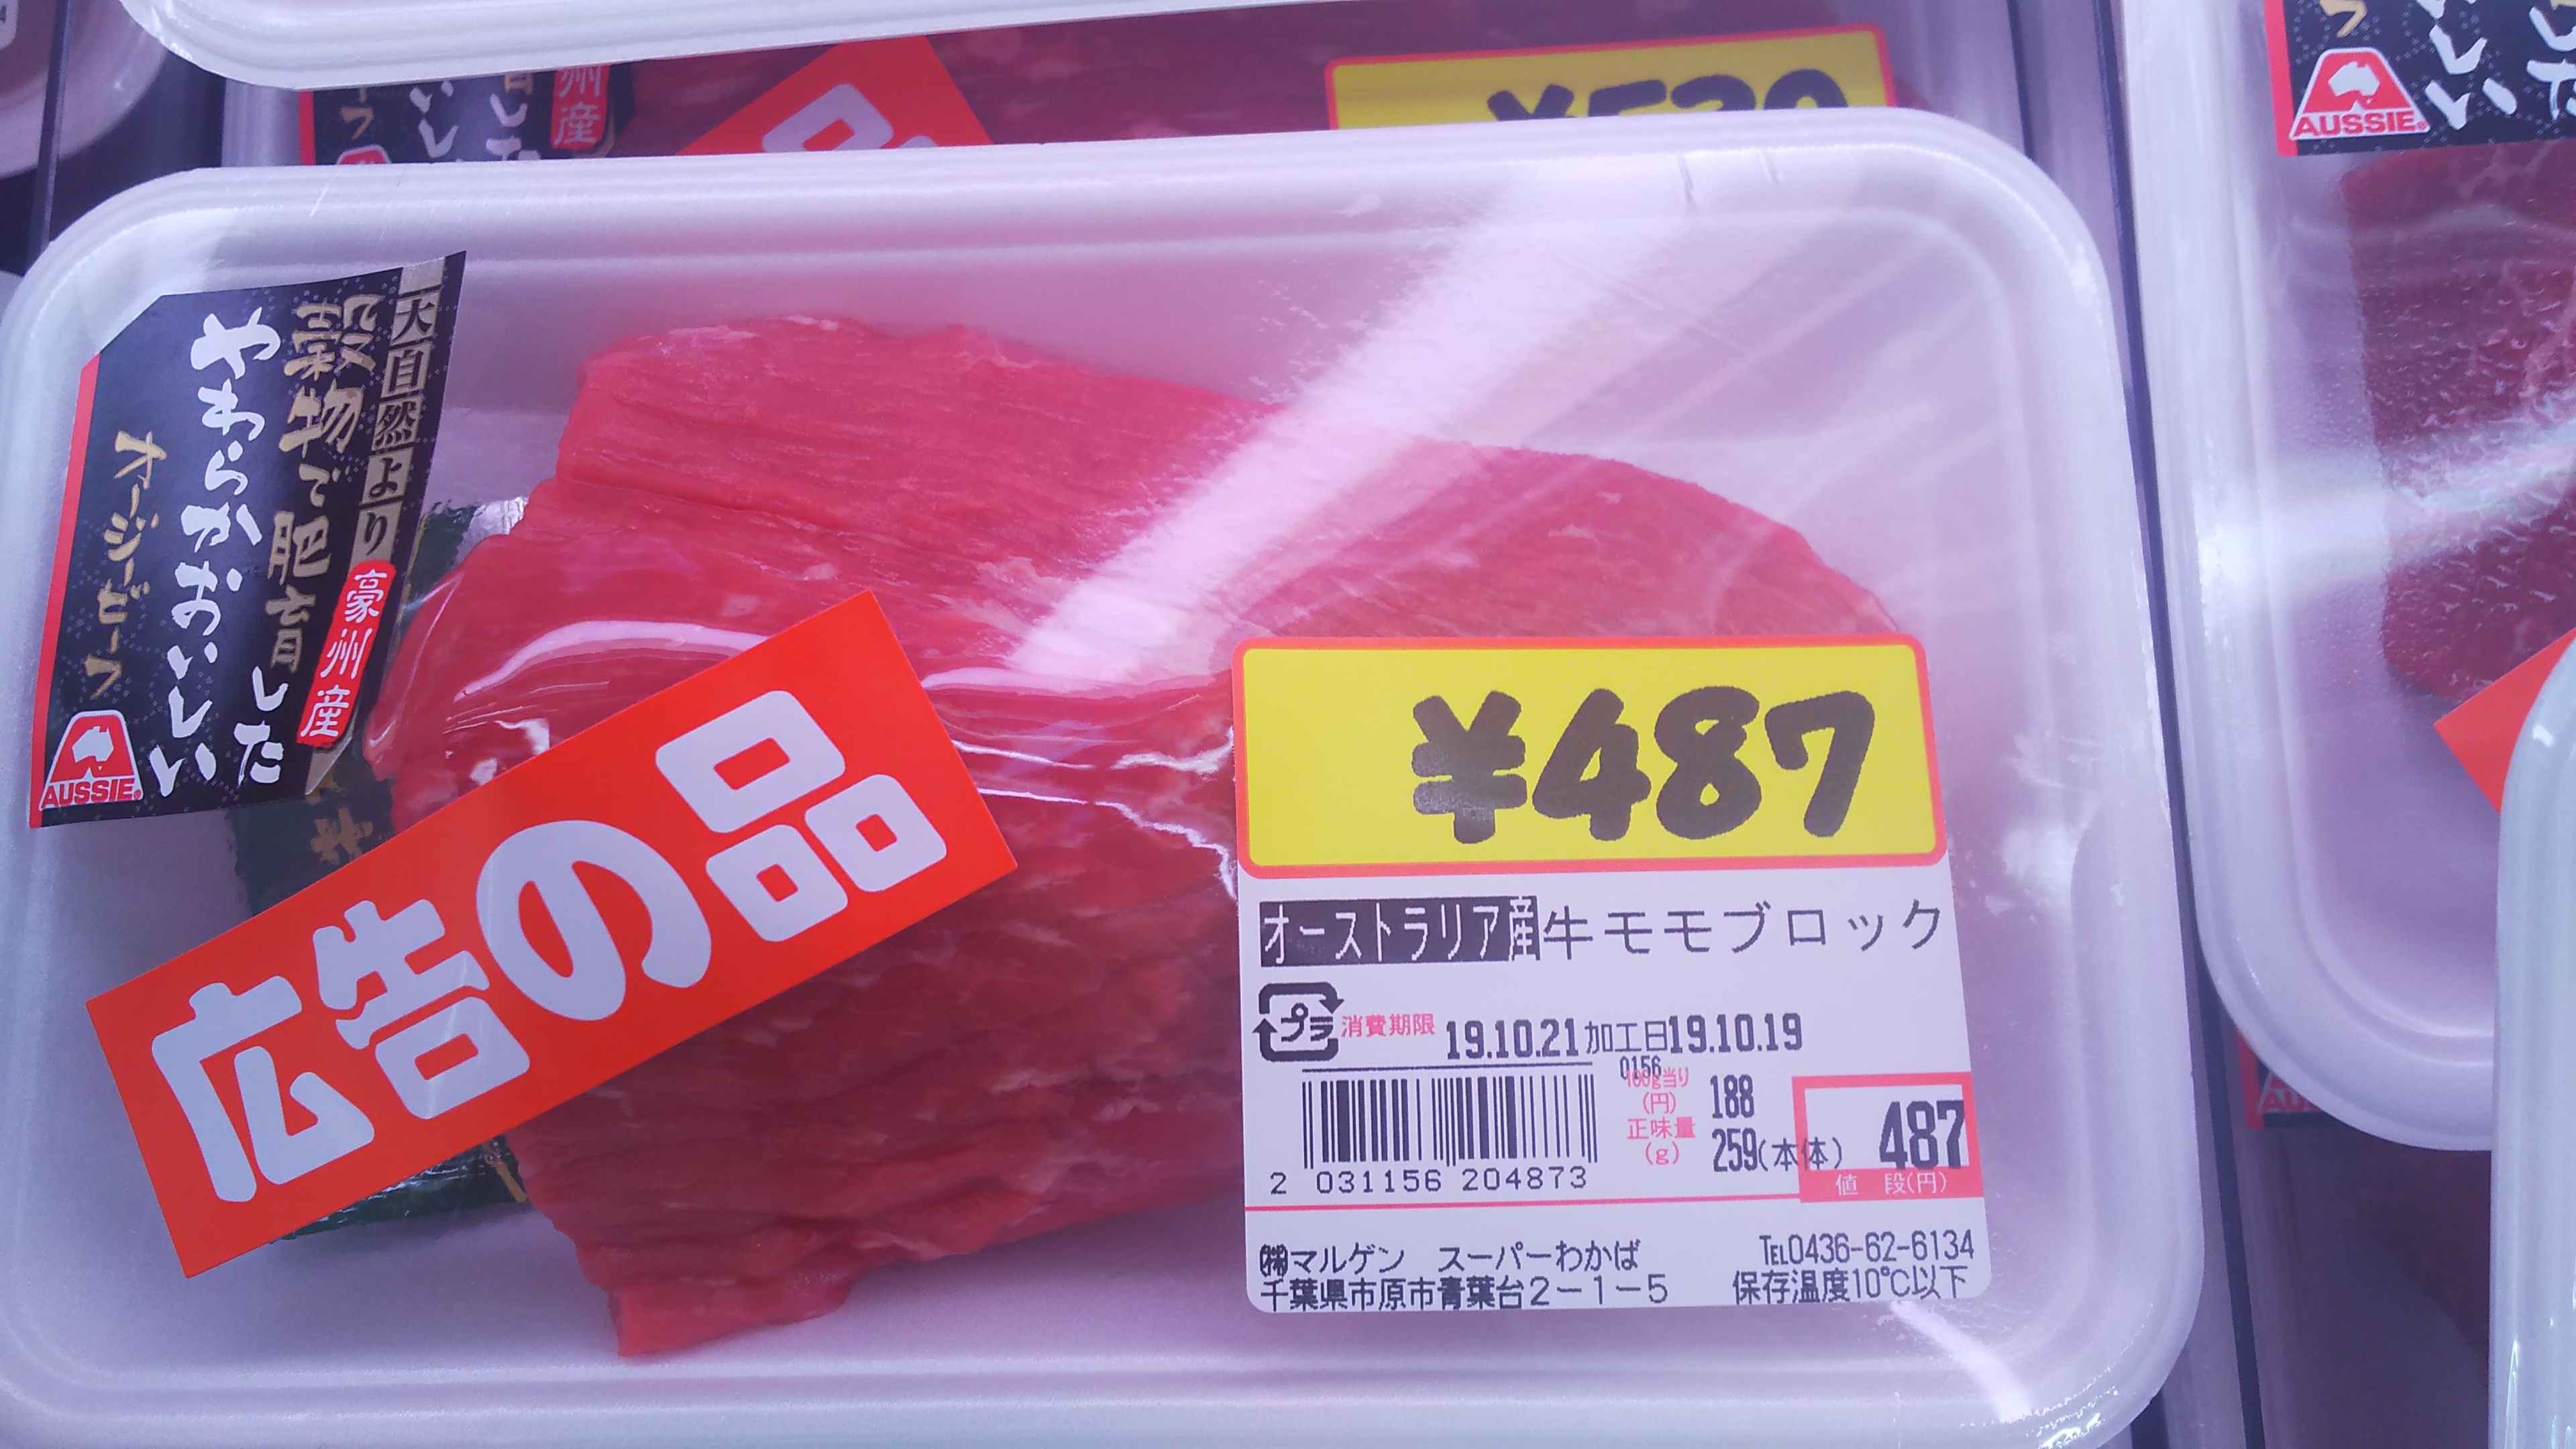 大自然より
豪州産
穀物で肥育した
やわらかおいしい
オージービーフ
AUSSIE
広告の品
¥487
オーストラリア産牛モモブロック
プラ 消費期限 19.10.21 加工日 19.10.19
0156
100g当り(円) 188
正味量(g) 259 (本体) 487
値 段(円)
2 031156 204873
㈱マルゲン スーパーわかば TEL0436-62-6134
千葉県市原市青葉台2-1-5 保存温度10℃以下
¥530
州産
AUSSIE